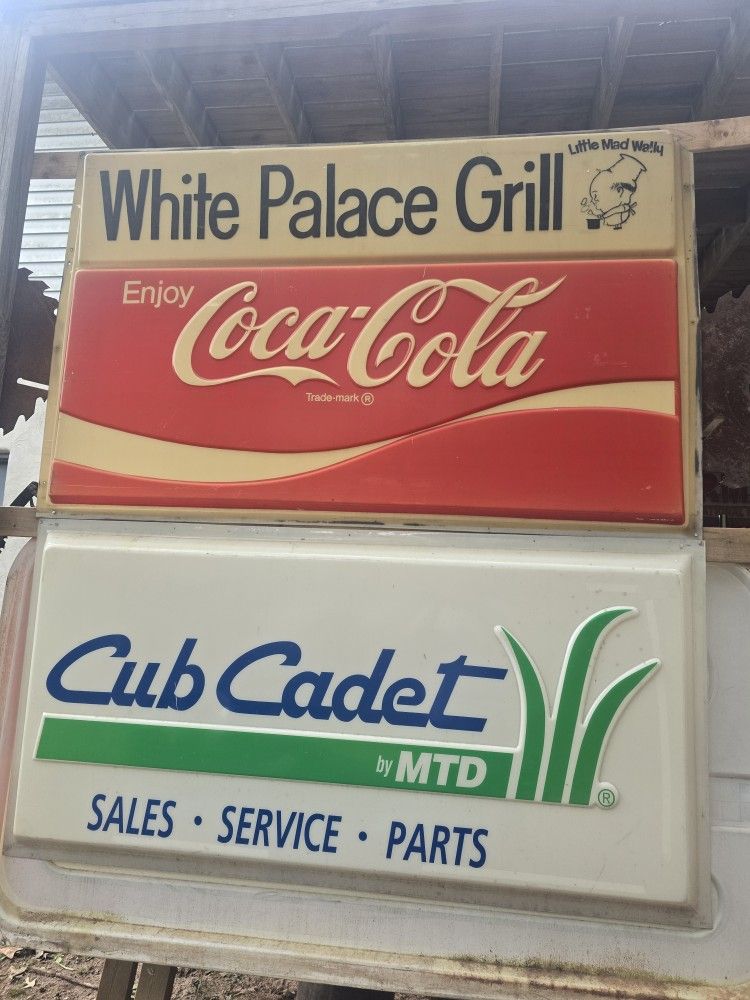 Little Mad Wally
White Palace Grill
Enjoy
Coca-Cola
Trade-mark ®
Cub Cadet
by MTD
®
SALES · SERVICE · PARTS